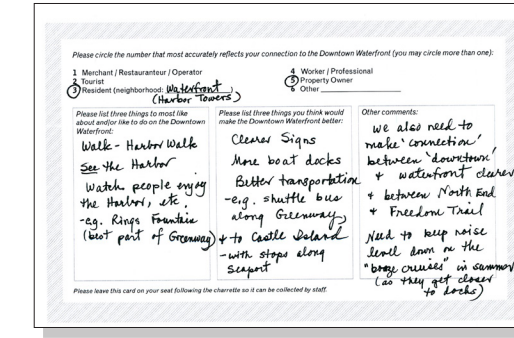 Please circle the number that most accurately reflects your connection to the Downtown Waterfront (you may circle more than one):
1 Merchant / Restauranteur / Operator
2 Tourist
3 Resident (neighborhood: Waterfront)
(Harbor Towers)
4 Worker / Professional
5 Property Owner
6 Other
Please list three things to most like
about and/or like to do on the Downtown
Waterfront:
Walk - Harbor Walk
See the Harbor
Watch people enjoy
the Harbor, etc.
-eg. Rings Fountain
(best part of Greenway)
Please list three things you think would
make the Downtown Waterfront better:
Clearer Signs
More boat docks
Better transportation
-e.g. shuttle bus
along Greenway,
+ to Castle Island
-with stops along
Seaport
Other comments:
We also need to
make 'connection'
between 'downtown'
+ waterfront clearer
+ between North End
+ Freedom Trail
Need to keep noise
level down on the
"booze cruises" in summer
(as they get closer
to docks)
Please leave this card on your seat following the charrette so it can be collected by staff.